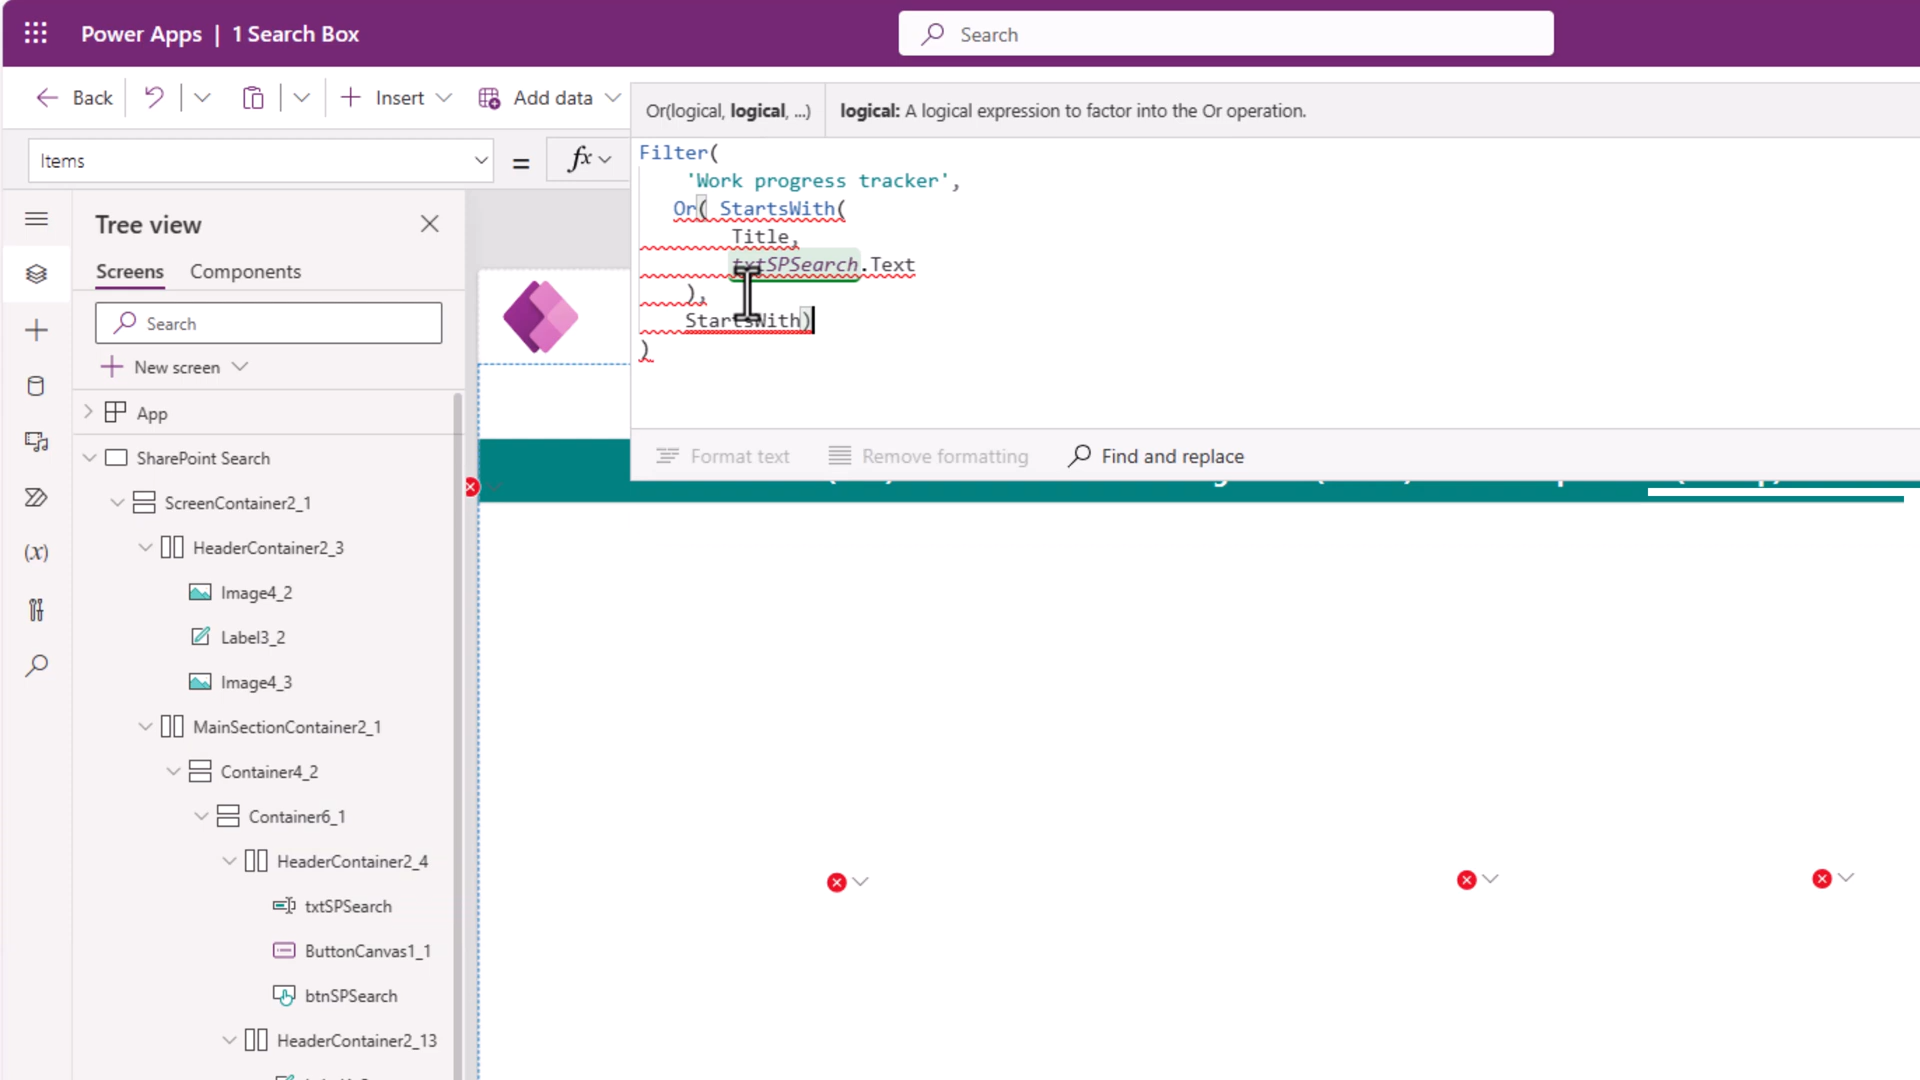 Power Apps | 1 Search Box
Search
Back
Insert
Add data
Or(logical, logical, ...)
logical: A logical expression to factor into the Or operation.
Items
=
fx
Filter(
'Work progress tracker',
Or( StartsWith(
Title,
txtSPSearch.Text
),
StartsWith)
)
Format text
Remove formatting
Find and replace
Tree view
Screens
Components
Search
New screen
App
SharePoint Search
ScreenContainer2_1
HeaderContainer2_3
Image4_2
Label3_2
Image4_3
MainSectionContainer2_1
Container4_2
Container6_1
HeaderContainer2_4
txtSPSearch
ButtonCanvas1_1
btnSPSearch
HeaderContainer2_13
(x)